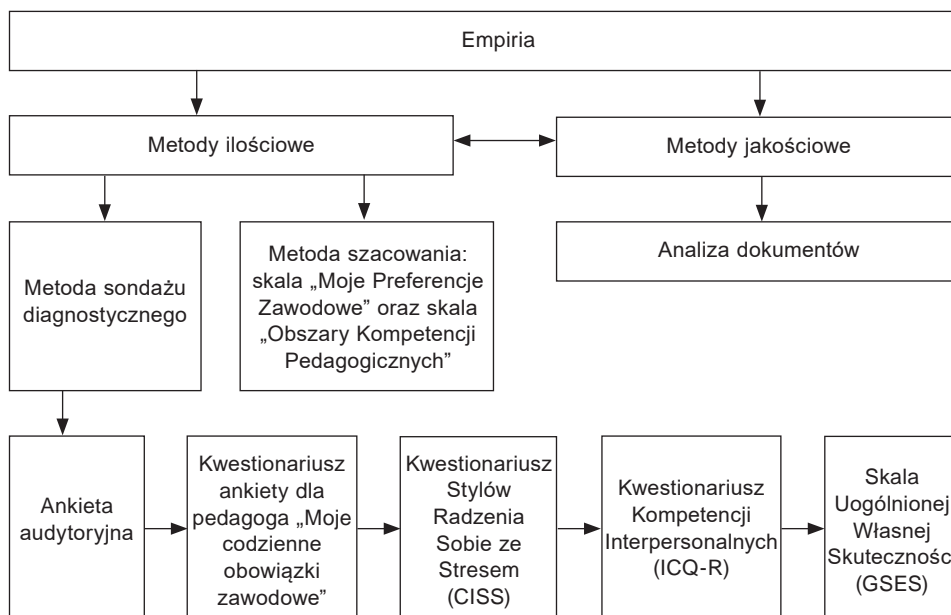 Empiria
Metody ilościowe
Metody jakościowe
Metoda sondażu
diagnostycznego
Metoda szacowania:
skala „Moje Preferencje
Zawodowe” oraz skala
„Obszary Kompetencji
Pedagogicznych”
Analiza dokumentów
Ankieta
audytoryjna
Kwestionariusz
ankiety dla
pedagoga „Moje
codzienne
obowiązki
zawodowe”
Kwestionariusz
Stylów
Radzenia
Sobie ze
Stresem
(CISS)
Kwestionariusz
Kompetencji
Interpersonalnych
(ICQ-R)
Skala
Uogólnionej
Własnej
Skutecznośc
(GSES)